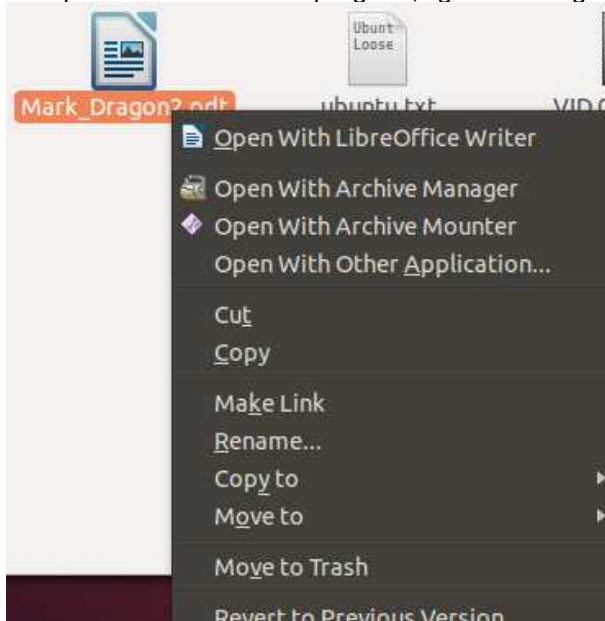 Ubunt
Loose
Mark_Dragon2.odt
ubuntu.txt
Open With LibreOffice Writer
Open With Archive Manager
Open With Archive Mounter
Open With Other Application...
Cut
Copy
Make Link
Rename...
Copy to
Move to
Move to Trash
Revert to Previous Version